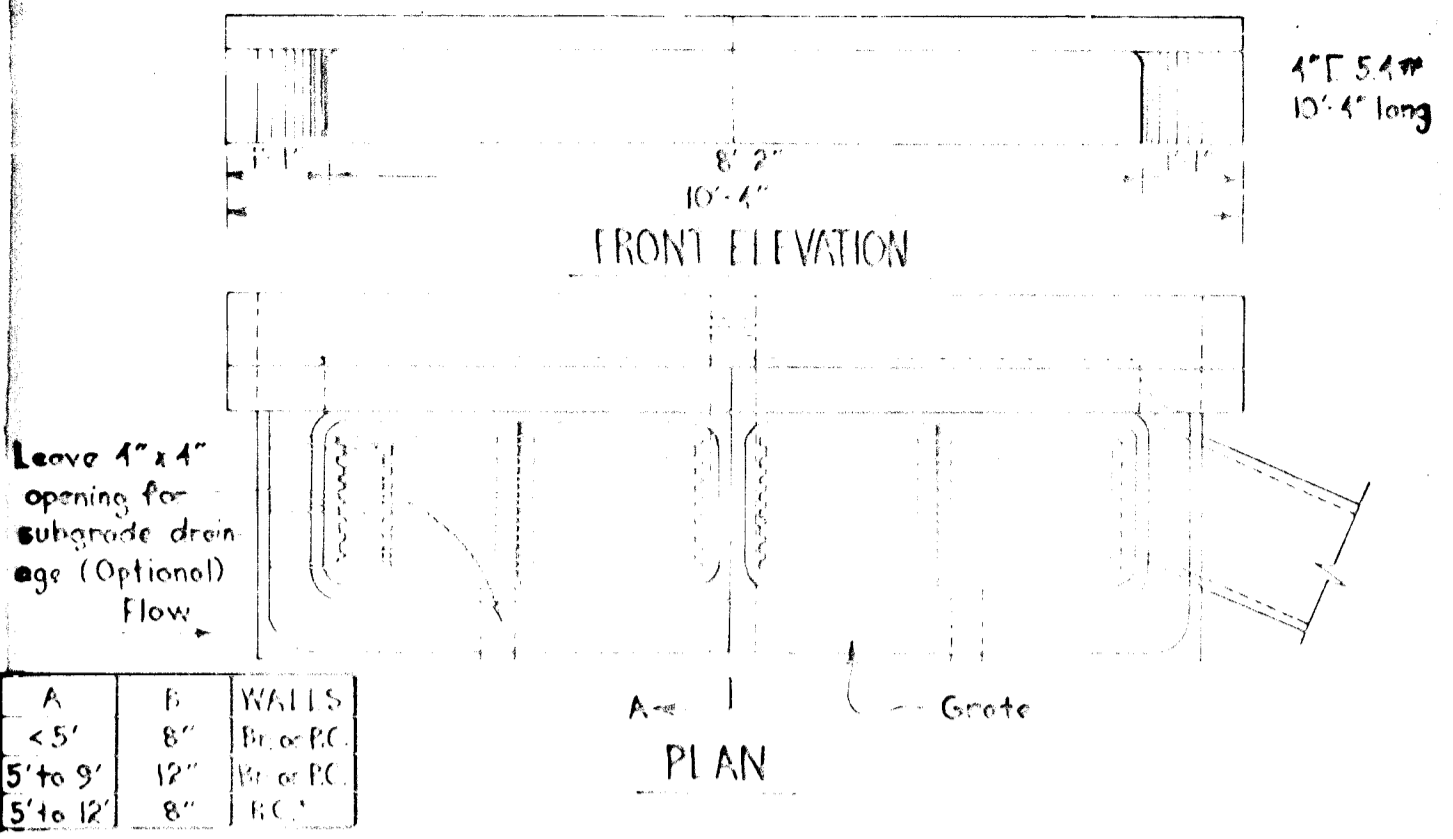 4"[ 5.4#
10'-4" long
1'-1"
8'-2"
1'-1"
10'-4"
FRONT ELEVATION
Leave 4" x 4"
opening for
subgrade drain-
age (Optional)
Flow
A
Grate
PLAN
A B WALLS
<5' 8" Br. or P.C.
5' to 9' 12" Br. or P.C.
5' to 12' 8" R.C.